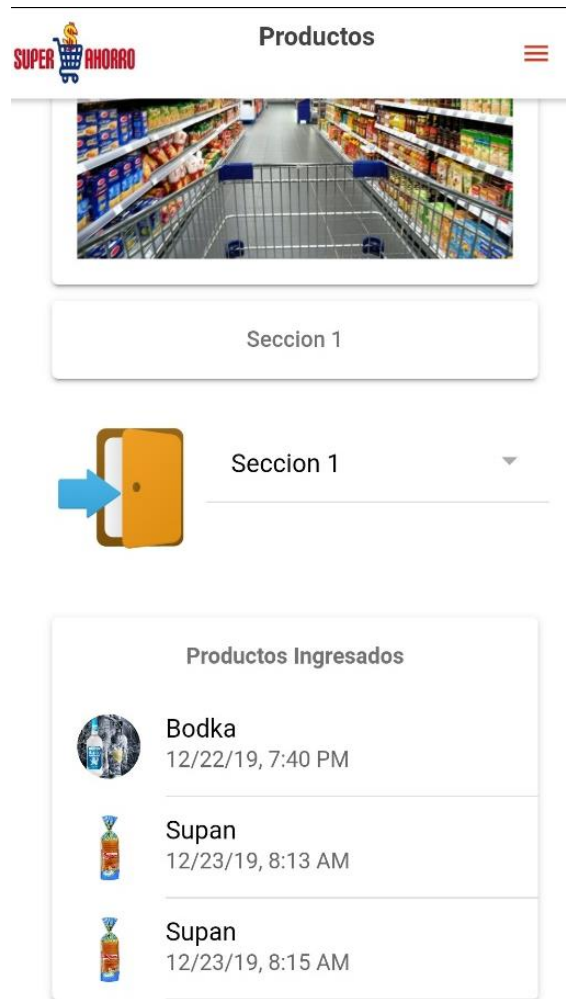 Productos
SUPER AHORRO
Seccion 1
Seccion 1
Productos Ingresados
Bodka
12/22/19, 7:40 PM
Supan
12/23/19, 8:13 AM
Supan
12/23/19, 8:15 AM